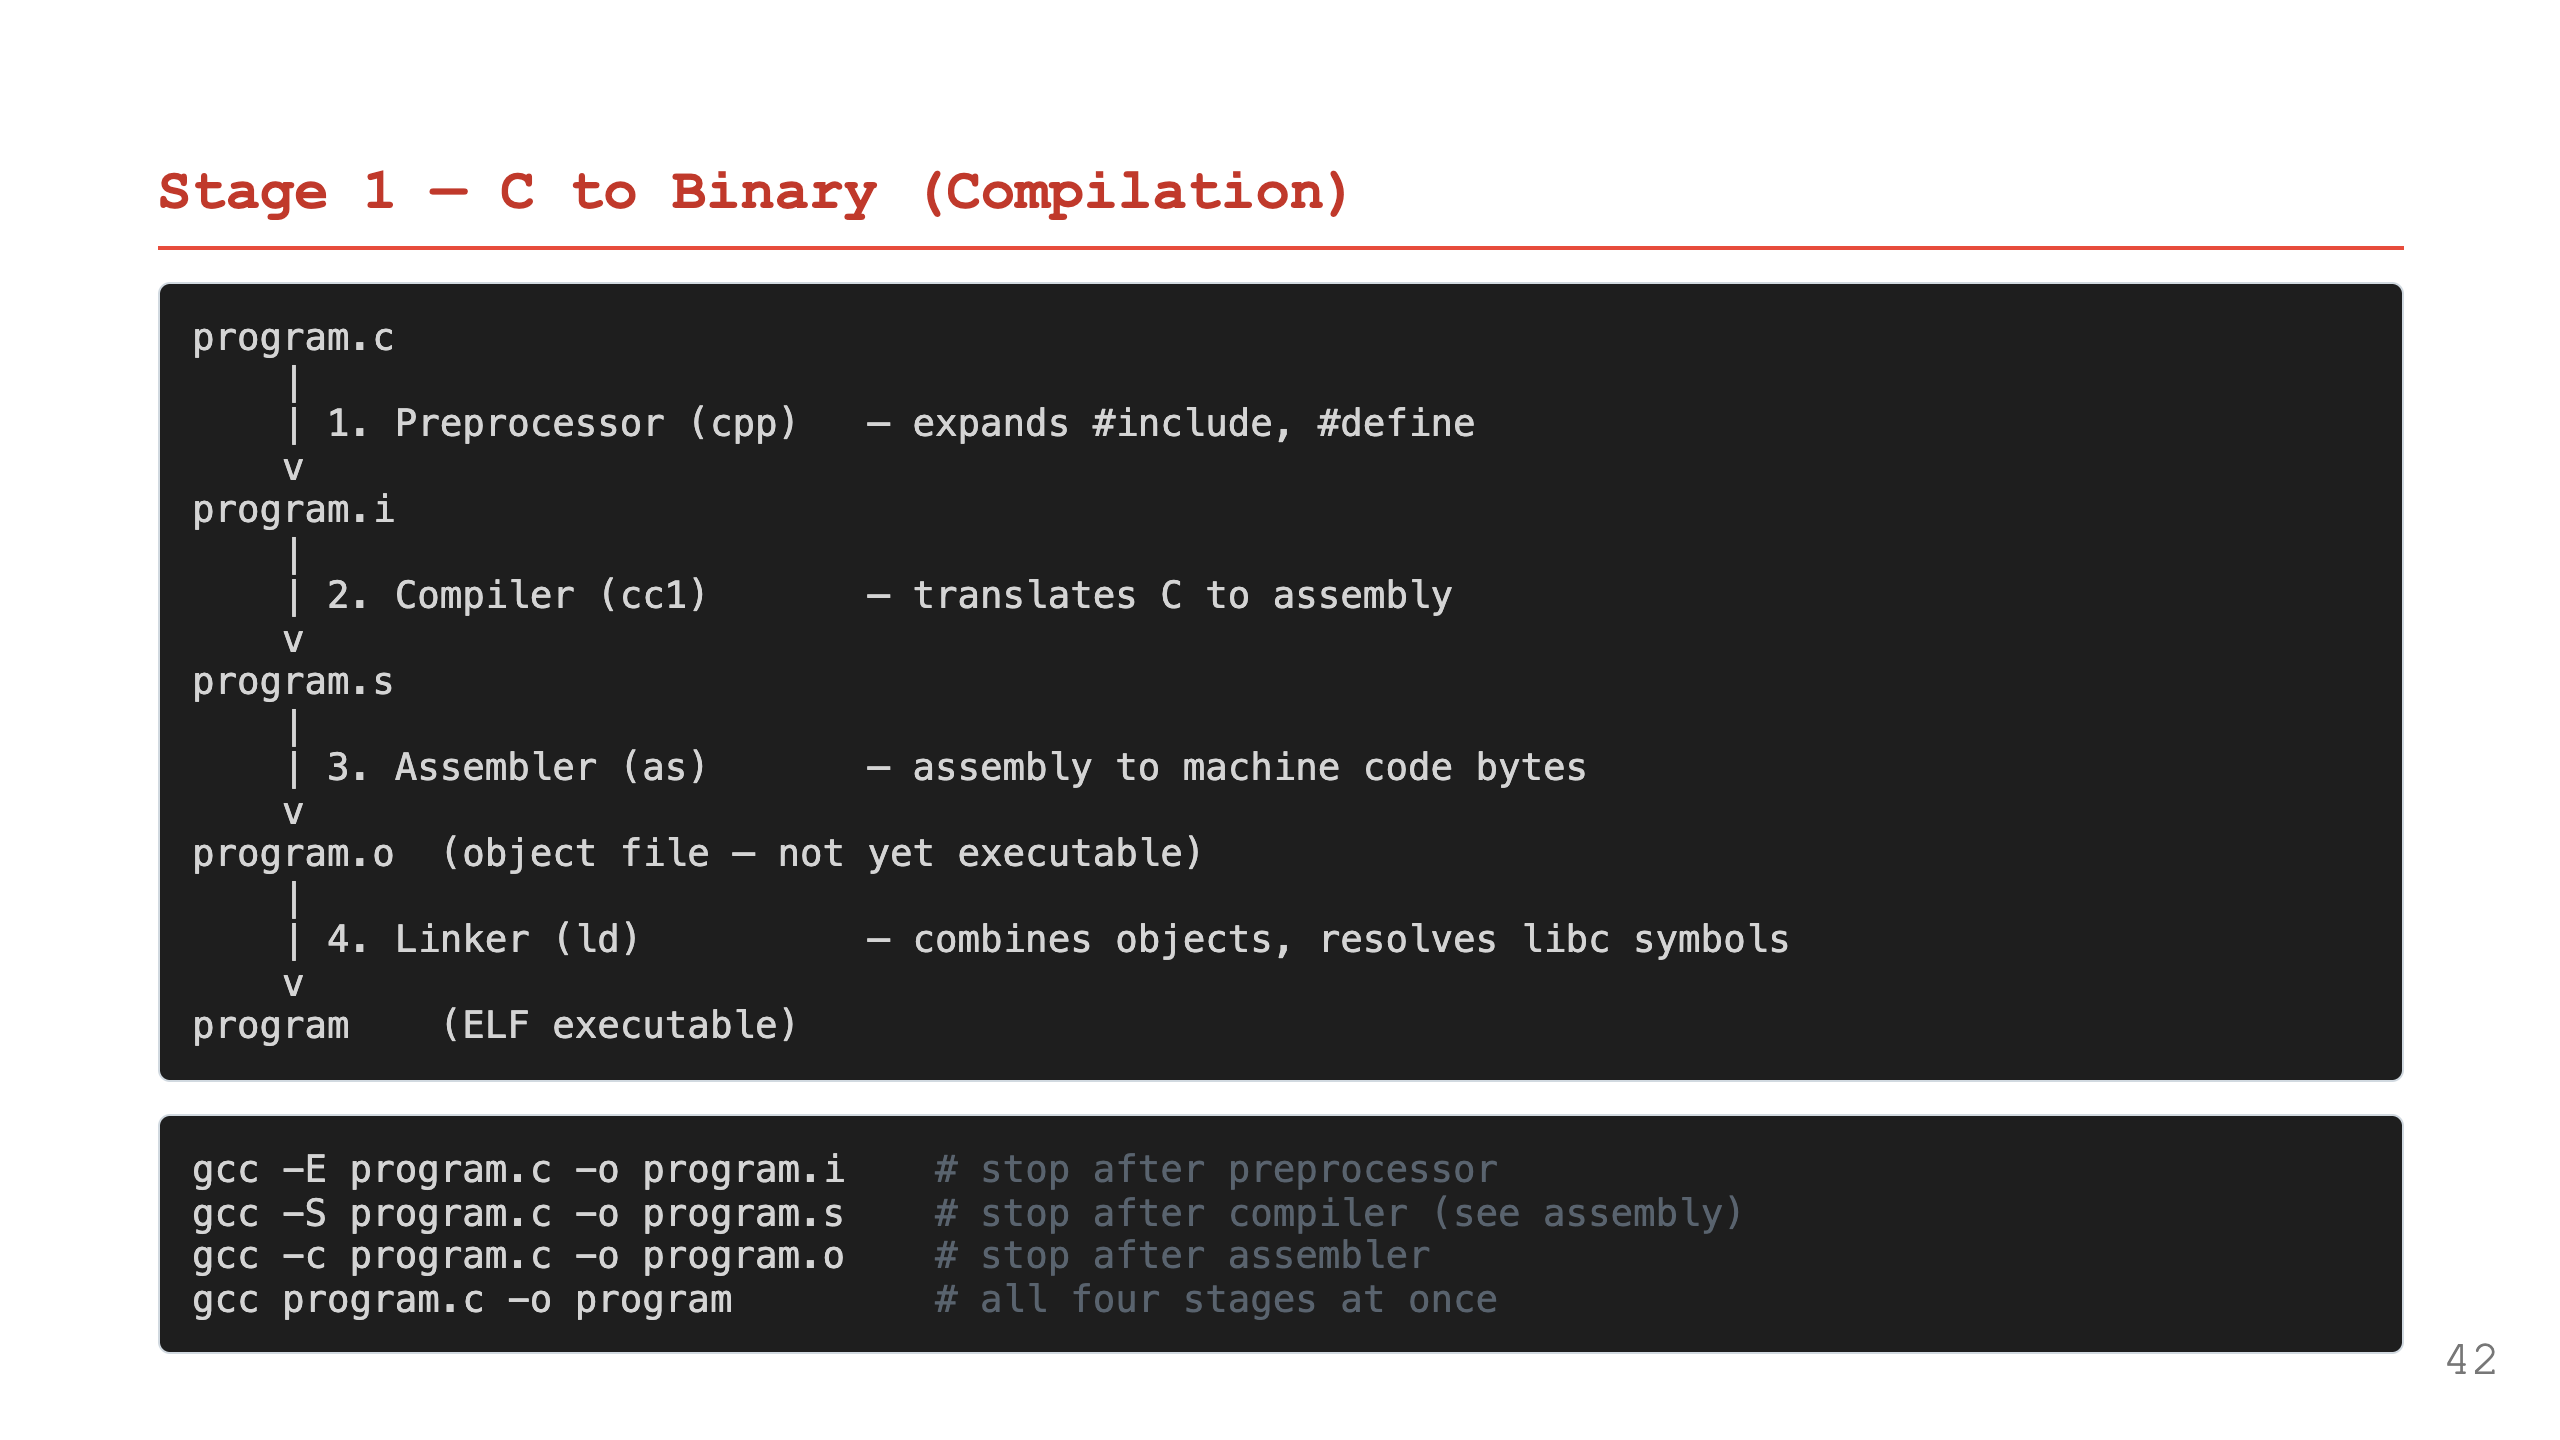 Stage 1 — C to Binary (Compilation)
program.c
|
| 1. Preprocessor (cpp) — expands #include, #define
v
program.i
|
| 2. Compiler (cc1) — translates C to assembly
v
program.s
|
| 3. Assembler (as) — assembly to machine code bytes
v
program.o (object file — not yet executable)
|
| 4. Linker (ld) — combines objects, resolves libc symbols
v
program (ELF executable)
gcc -E program.c -o program.i # stop after preprocessor
gcc -S program.c -o program.s # stop after compiler (see assembly)
gcc -c program.c -o program.o # stop after assembler
gcc program.c -o program # all four stages at once
42